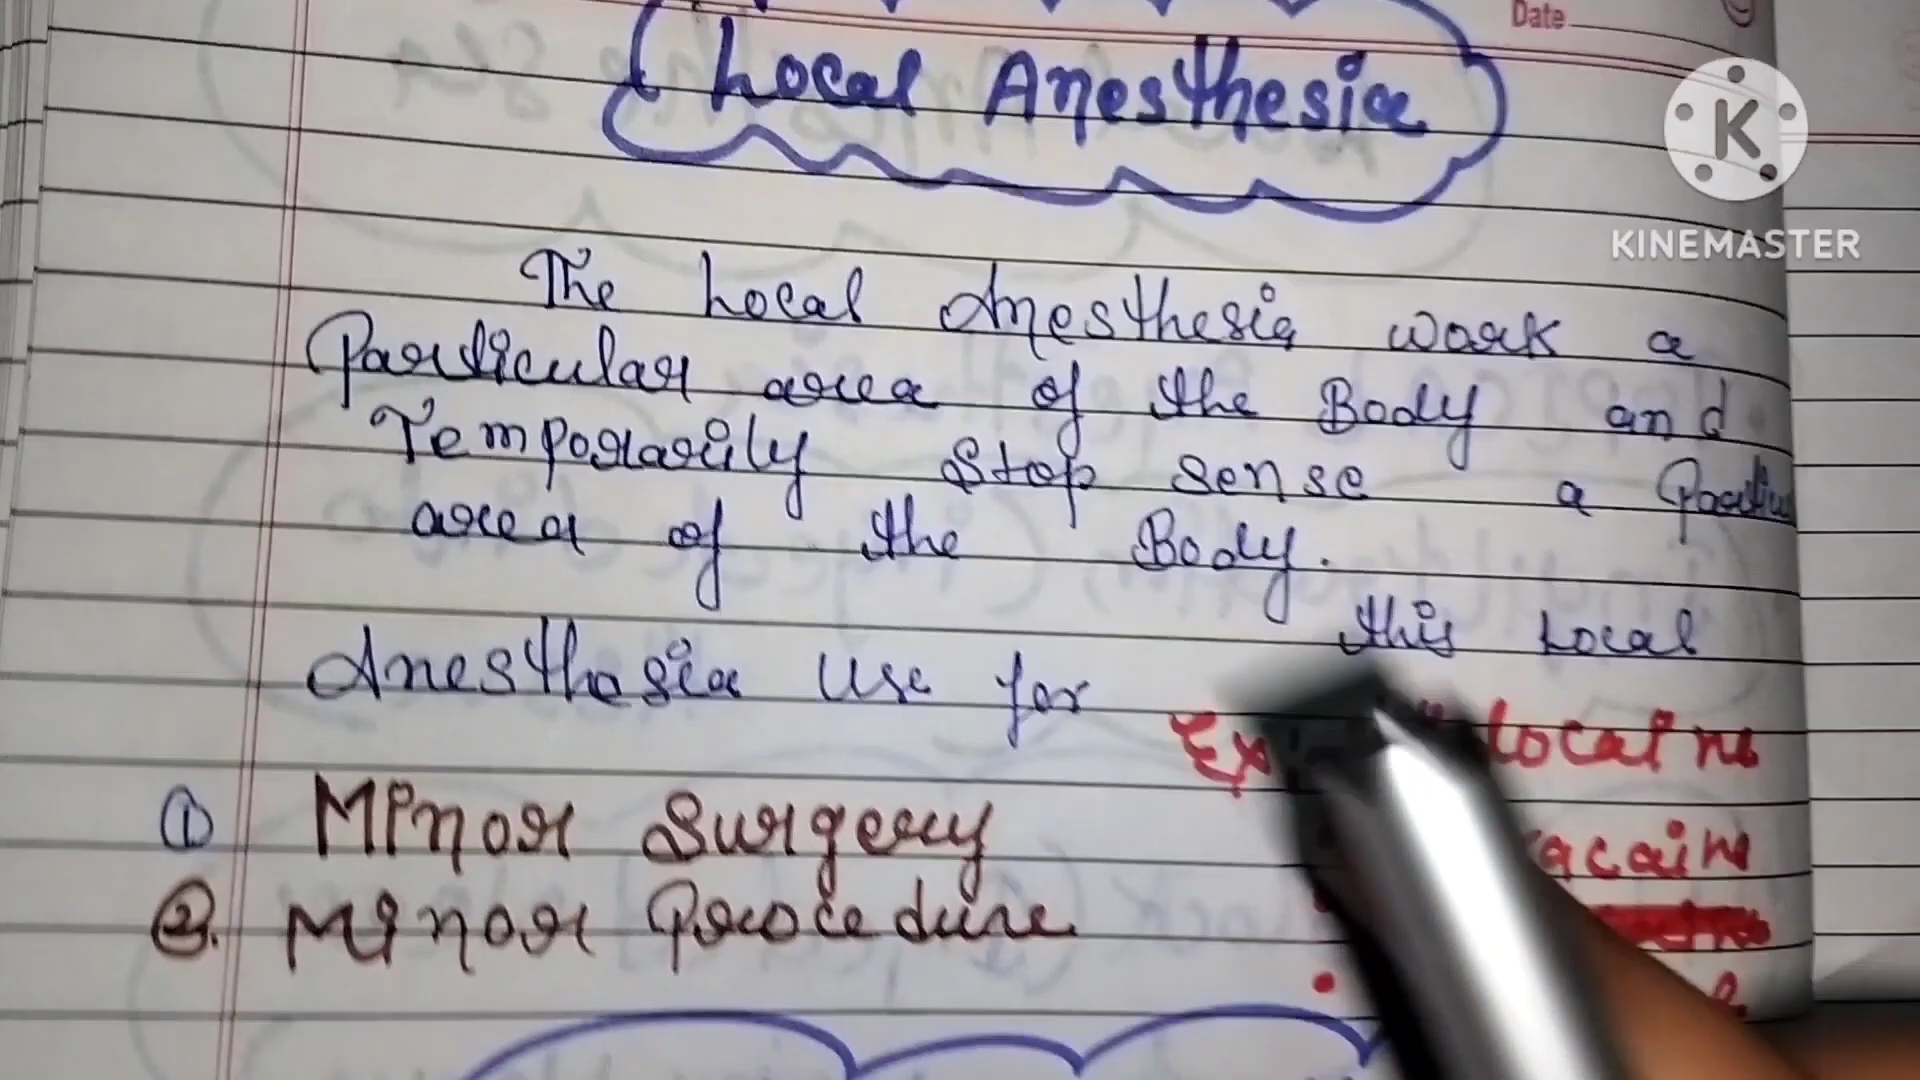 Date
Local Anesthesia
KINEMASTER
The Local Anesthesia work a
Particular area of the Body and
Temporarily Stop sense a
area of the Body.
This Local
Anesthesia use for
Ex
① Minor Surgery
② Minor Procedure